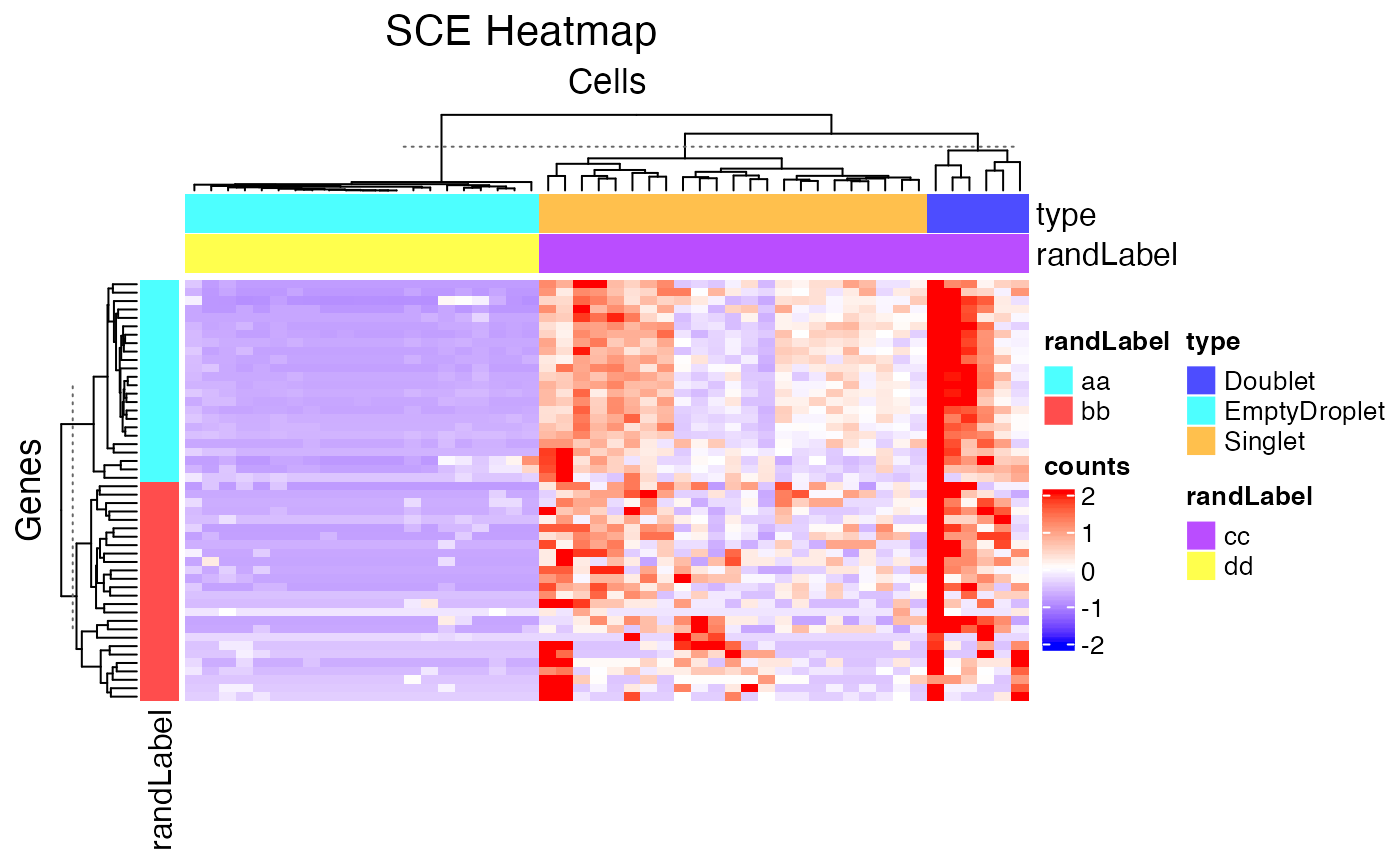 SCE Heatmap
Cells
type
randLabel
Genes
randLabel
randLabel
aa
bb
counts
2
1
0
-1
-2
type
Doublet
EmptyDroplet
Singlet
randLabel
cc
dd